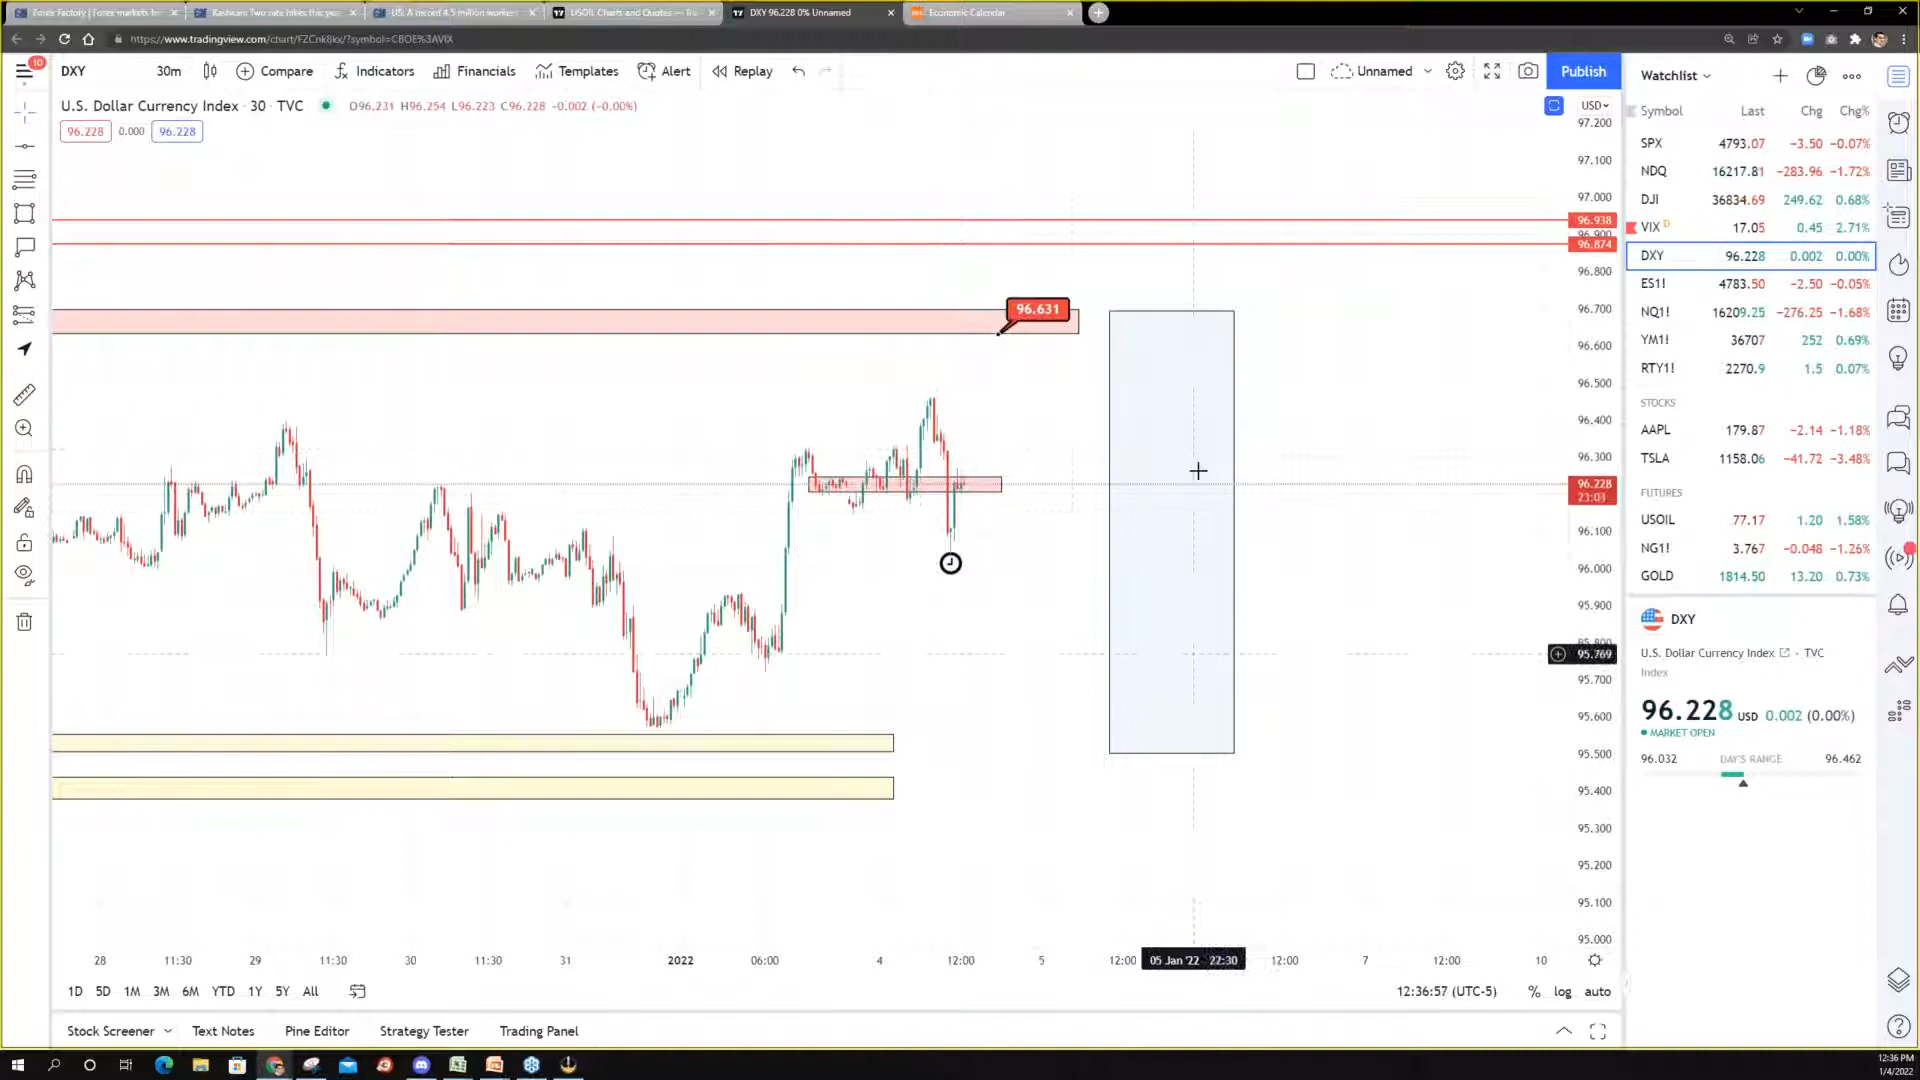 Forex Factory | Forex markets fo
Kashkari: Two rate hikes this year
US: A record 4.5 million workers
USOIL Charts and Quotes — Tra
DXY 96.228 0% Unnamed
Economic Calendar
https://www.tradingview.com/chart/FZCnk8kx/?symbol=CBOE%3AVIX
10
DXY 30m Compare Indicators Financials Templates Alert Replay Unnamed Publish
U.S. Dollar Currency Index · 30 · TVC O96.231 H96.254 L96.223 C96.228 −0.002 (−0.00%)
96.228 0.000 96.228
USD
97.200
97.100
97.000
96.938
96.900
96.874
96.800
96.700
96.631
96.600
96.500
96.400
96.300
96.228
23:03
96.100
96.000
95.900
95.800
95.769
95.700
95.600
95.500
95.400
95.300
95.200
95.100
95.000
28 11:30 29 11:30 30 11:30 31 2022 06:00 4 12:00 5 12:00 05 Jan '22 22:30 12:00 7 12:00 10
1D 5D 1M 3M 6M YTD 1Y 5Y All
12:36:57 (UTC-5) % log auto
Stock Screener Text Notes Pine Editor Strategy Tester Trading Panel
Watchlist
Symbol Last Chg Chg%
SPX 4793.07 −3.50 −0.07%
NDQ 16217.81 −283.96 −1.72%
DJI 36834.69 249.62 0.68%
VIX D 17.05 0.45 2.71%
DXY 96.228 0.002 0.00%
ES1! 4783.50 −2.50 −0.05%
NQ1! 16209.25 −276.25 −1.68%
YM1! 36707 252 0.69%
RTY1! 2270.9 1.5 0.07%
STOCKS
AAPL 179.87 −2.14 −1.18%
TSLA 1158.06 −41.72 −3.48%
FUTURES
USOIL 77.17 1.20 1.58%
NG1! 3.767 −0.048 −1.26%
GOLD 1814.50 13.20 0.73%
DXY
U.S. Dollar Currency Index · TVC
Index
96.228 USD 0.002 (0.00%)
MARKET OPEN
96.032 DAY'S RANGE 96.462
12:36 PM
1/4/2022